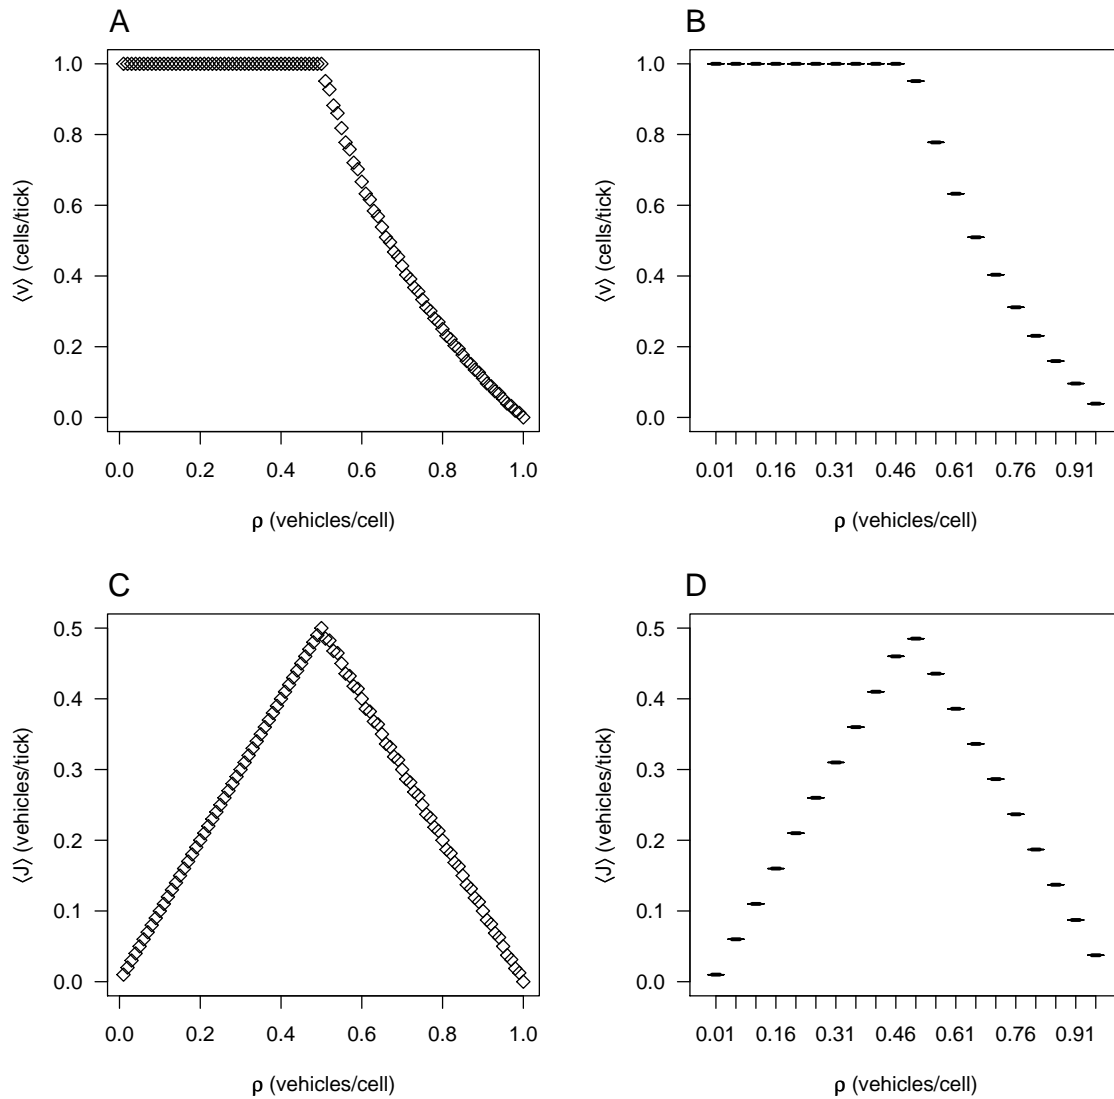 A
1.0
0.8
0.6
0.4
0.2
0.0
⟨v⟩ (cells/tick)
0.0 0.2 0.4 0.6 0.8 1.0
ρ (vehicles/cell)
B
1.0
0.8
0.6
0.4
0.2
0.0
⟨v⟩ (cells/tick)
0.01 0.16 0.31 0.46 0.61 0.76 0.91
ρ (vehicles/cell)
C
0.5
0.4
0.3
0.2
0.1
0.0
⟨J⟩ (vehicles/tick)
0.0 0.2 0.4 0.6 0.8 1.0
ρ (vehicles/cell)
D
0.5
0.4
0.3
0.2
0.1
0.0
⟨J⟩ (vehicles/tick)
0.01 0.16 0.31 0.46 0.61 0.76 0.91
ρ (vehicles/cell)